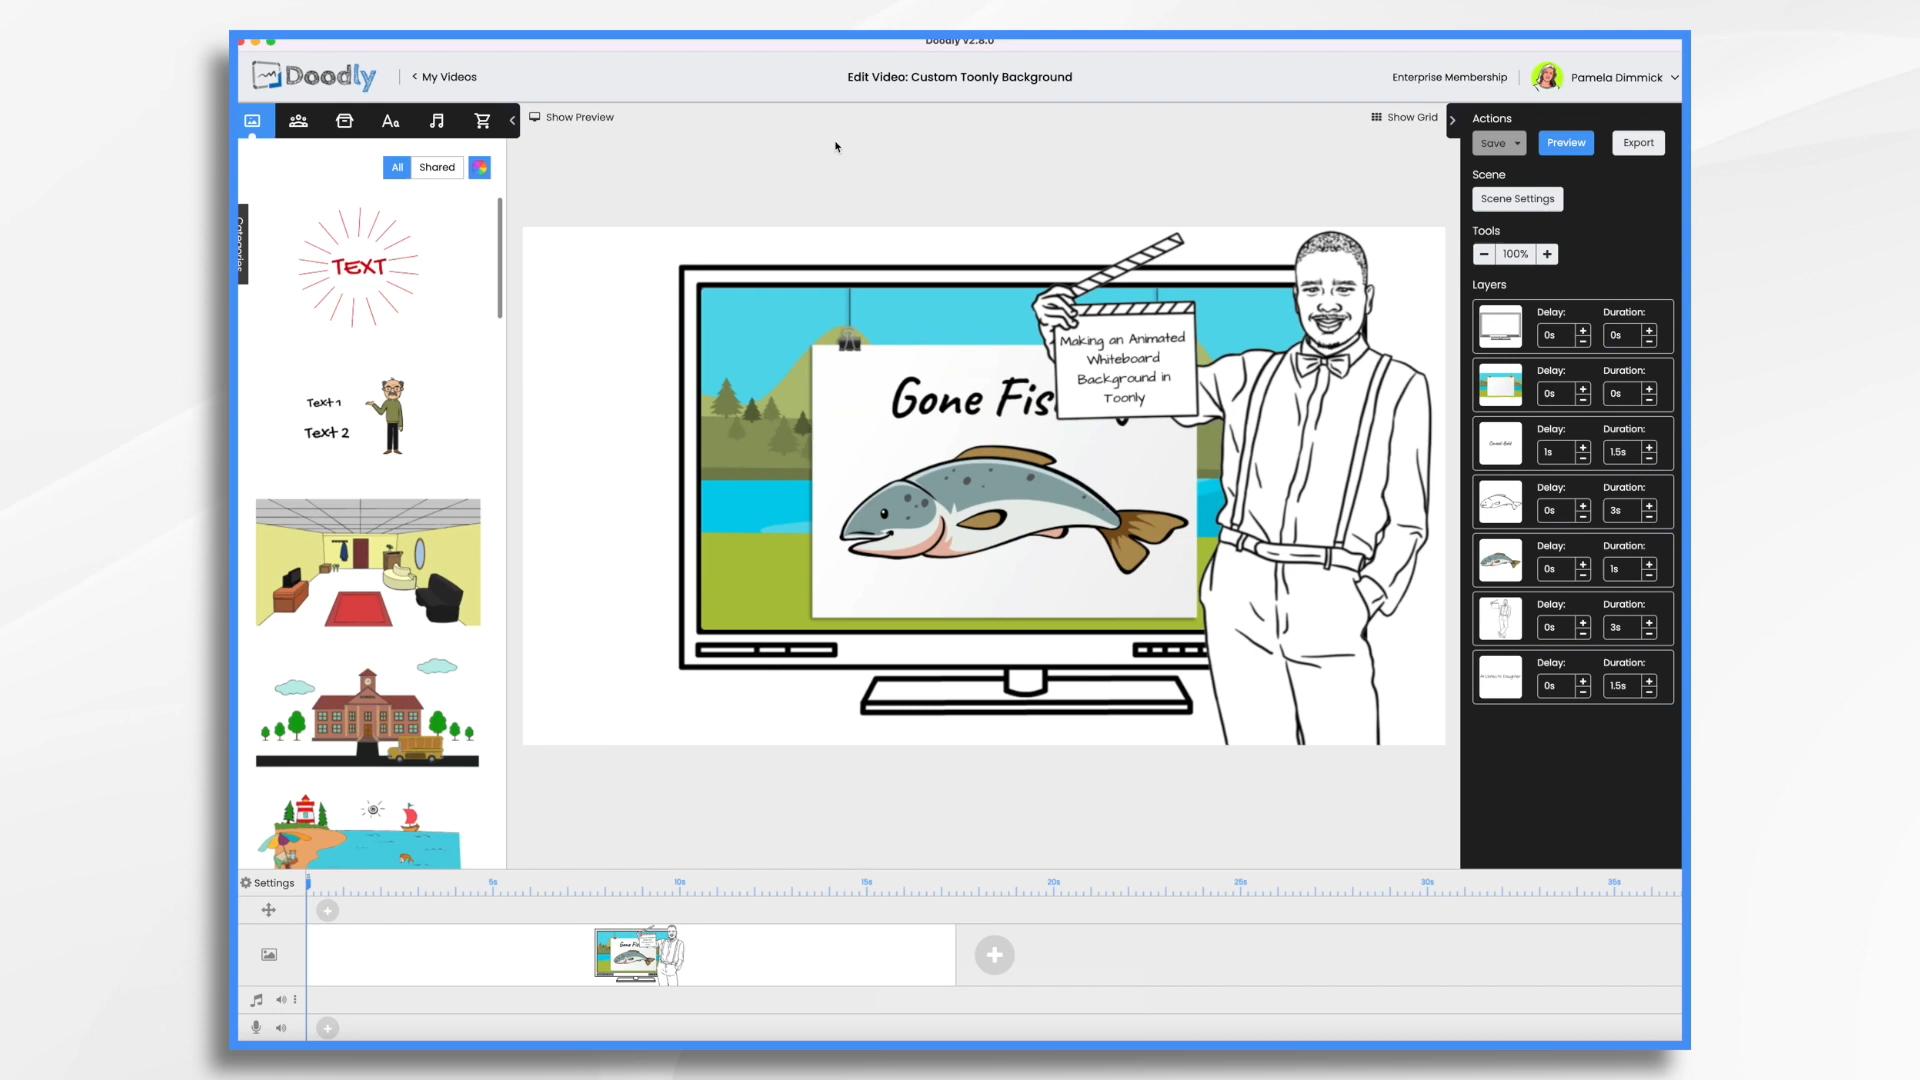 Doodly v2.8.0
Doodly
< My Videos
Edit Video: Custom Toonly Background
Enterprise Membership
Pamela Dimmick
Aa
Show Preview
Show Grid
All
Shared
Categories
TEXT
Text 1
Text 2
Making an Animated
Whiteboard
Background in
Toonly
Gone Fis
Actions
Save
Preview
Export
Scene
Scene Settings
Tools
100%
Layers
Delay: Duration:
0s 0s
Delay: Duration:
0s 0s
Delay: Duration:
1s 1.5s
Delay: Duration:
0s 3s
Delay: Duration:
0s 1s
Delay: Duration:
0s 3s
Delay: Duration:
0s 1.5s
Settings
5s 10s 15s 20s 25s 30s 35s
Gone Fis